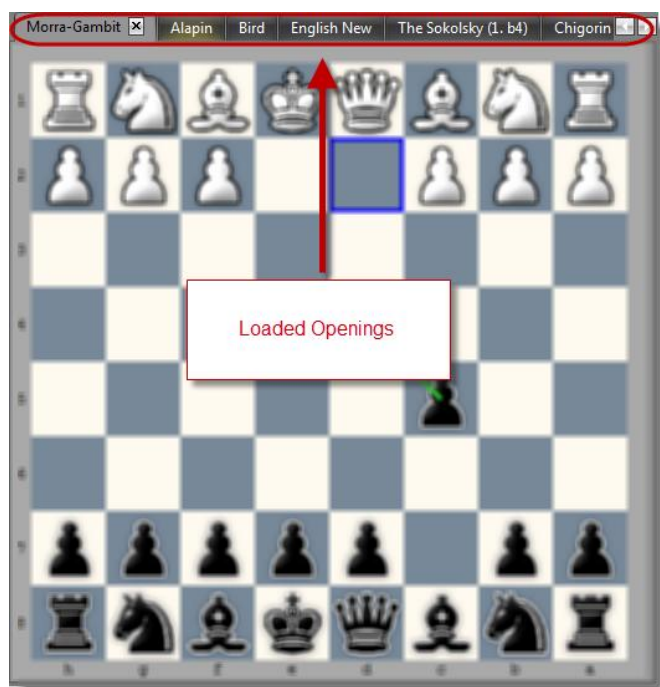 Morra-Gambit Alapin Bird English New The Sokolsky (1. b4) Chigorin
Loaded Openings
h g f e d c b a